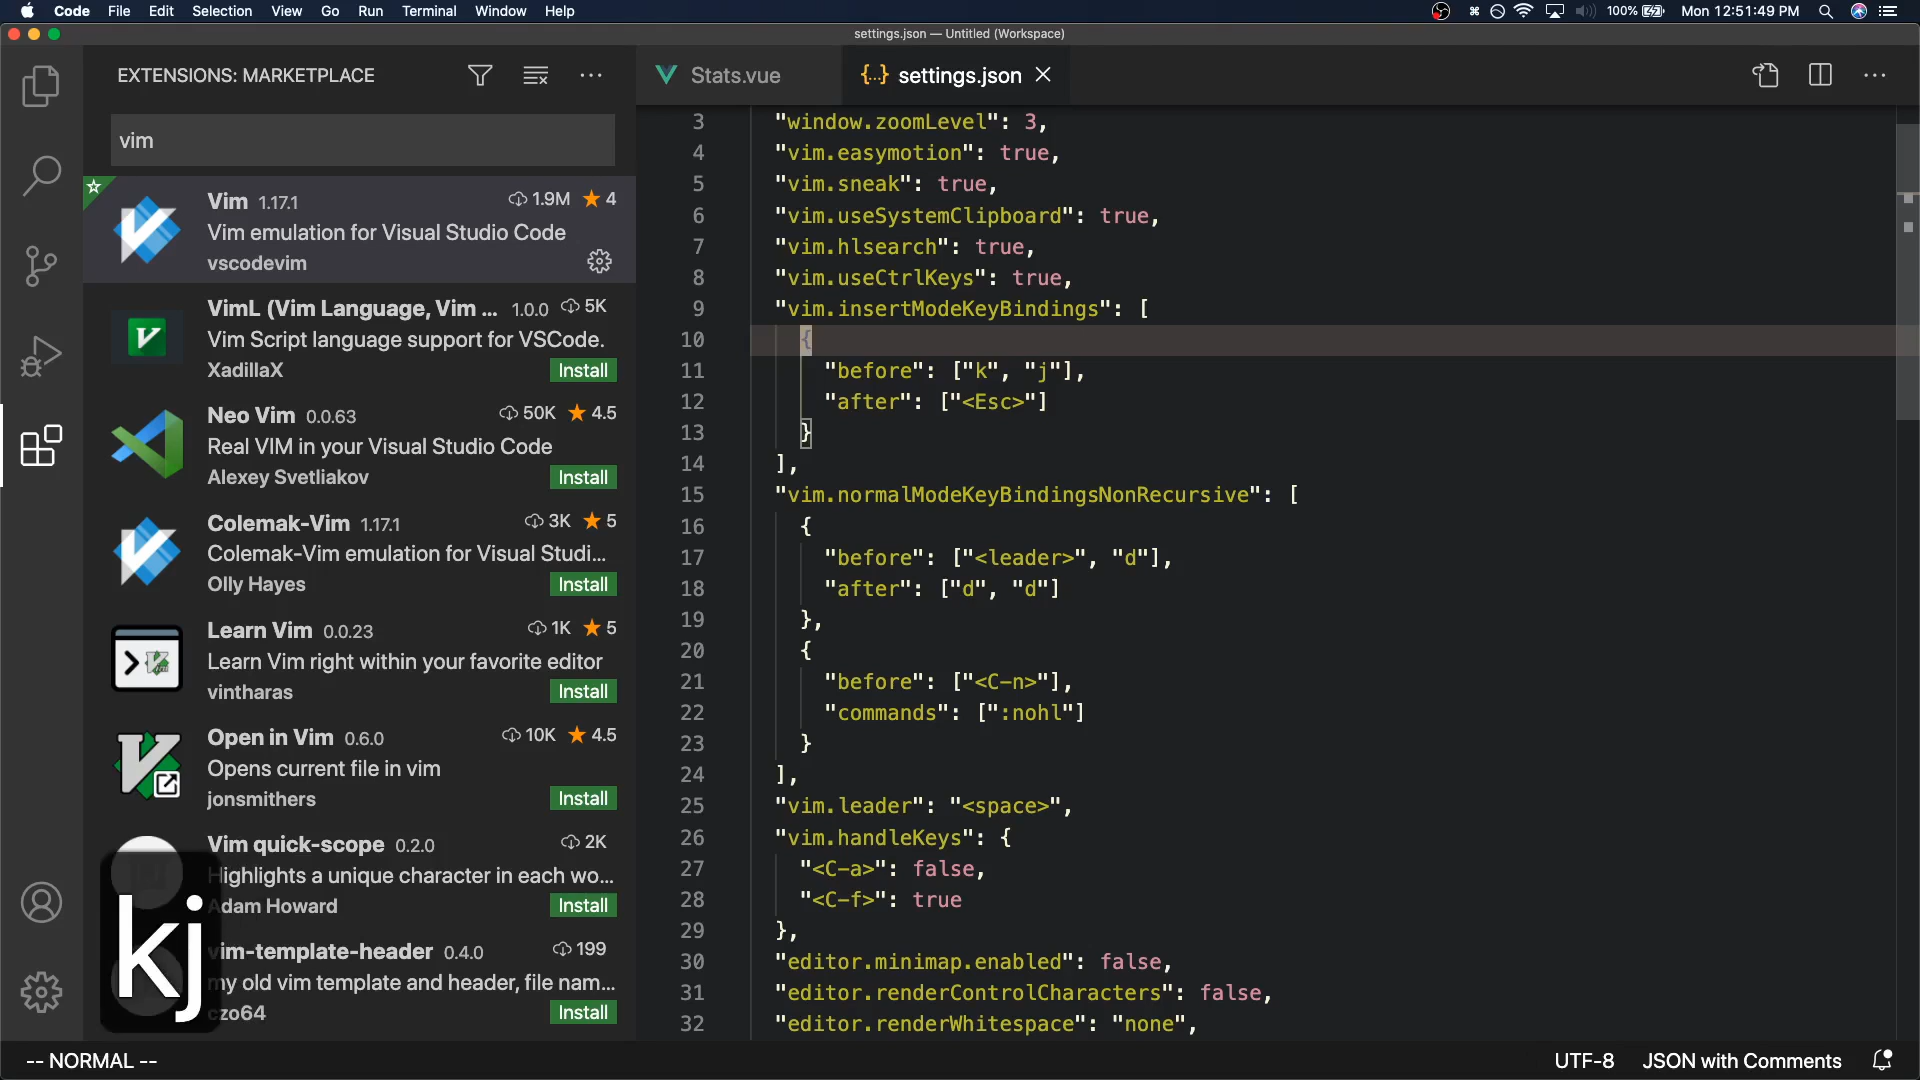 Code File Edit Selection View Go Run Terminal Window Help 100% Mon 12:51:49 PM
settings.json — Untitled (Workspace)
EXTENSIONS: MARKETPLACE
vim
Vim 1.17.1 1.9M 4
Vim emulation for Visual Studio Code
vscodevim
VimL (Vim Language, Vim ... 1.0.0 5K
Vim Script language support for VSCode.
XadillaX Install
Neo Vim 0.0.63 50K 4.5
Real VIM in your Visual Studio Code
Alexey Svetliakov Install
Colemak-Vim 1.17.1 3K 5
Colemak-Vim emulation for Visual Studi...
Olly Hayes Install
Learn Vim 0.0.23 1K 5
Learn Vim right within your favorite editor
vintharas Install
Open in Vim 0.6.0 10K 4.5
Opens current file in vim
jonsmithers Install
Vim quick-scope 0.2.0 2K
Highlights a unique character in each wo...
Adam Howard Install
vim-template-header 0.4.0 199
my old vim template and header, file nam...
czo64 Install
kj
Stats.vue {..} settings.json
3 "window.zoomLevel": 3,
4 "vim.easymotion": true,
5 "vim.sneak": true,
6 "vim.useSystemClipboard": true,
7 "vim.hlsearch": true,
8 "vim.useCtrlKeys": true,
9 "vim.insertModeKeyBindings": [
10 {
11 "before": ["k", "j"],
12 "after": ["<Esc>"]
13 }
14 ],
15 "vim.normalModeKeyBindingsNonRecursive": [
16 {
17 "before": ["<leader>", "d"],
18 "after": ["d", "d"]
19 },
20 {
21 "before": ["<C-n>"],
22 "commands": [":nohl"]
23 }
24 ],
25 "vim.leader": "<space>",
26 "vim.handleKeys": {
27 "<C-a>": false,
28 "<C-f>": true
29 },
30 "editor.minimap.enabled": false,
31 "editor.renderControlCharacters": false,
32 "editor.renderWhitespace": "none",
-- NORMAL -- UTF-8 JSON with Comments